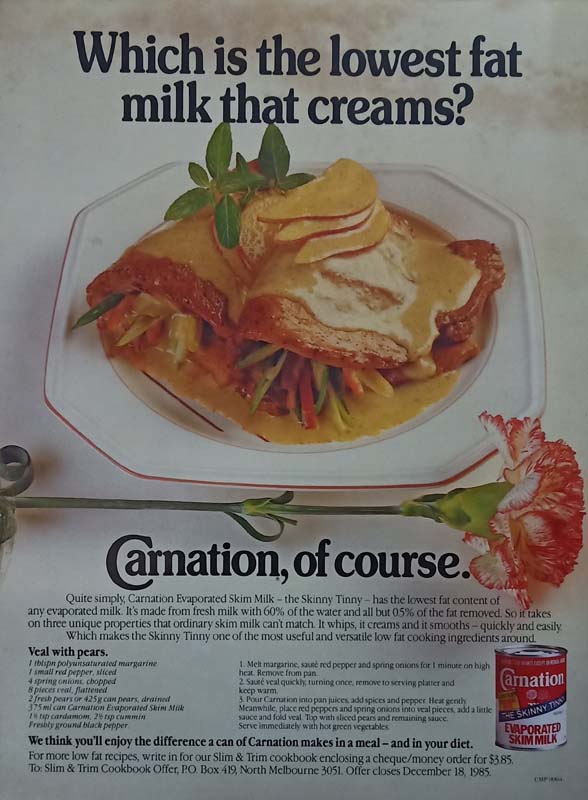 Which is the lowest fat
milk that creams?
Carnation, of course.
Quite simply, Carnation Evaporated Skim Milk – the Skinny Tinny – has the lowest fat content of
any evaporated milk. It's made from fresh milk with 60% of the water and all but 0.5% of the fat removed. So it takes
on three unique properties that ordinary skim milk can't match. It whips, it creams and it smooths – quickly and easily.
Which makes the Skinny Tinny one of the most useful and versatile low fat cooking ingredients around.
Veal with pears.
1 tblspn polyunsaturated margarine
1 small red pepper, sliced
4 spring onions, chopped
8 pieces veal, flattened
2 fresh pears or 425g can pears, drained
375ml can Carnation Evaporated Skim Milk
1½ tsp cardamom, 2½ tsp cummin
Freshly ground black pepper
1. Melt margarine, sauté red pepper and spring onions for 1 minute on high
heat. Remove from pan.
2. Sauté veal quickly, turning once, remove to serving platter and
keep warm.
3. Pour Carnation into pan juices, add spices and pepper. Heat gently.
Meanwhile, place red peppers and spring onions into veal pieces, add a little
sauce and fold veal. Top with sliced pears and remaining sauce.
Serve immediately with hot green vegetables.
Carnation
THE SKINNY TINNY
EVAPORATED
SKIM MILK
We think you'll enjoy the difference a can of Carnation makes in a meal – and in your diet.
For more low fat recipes, write in for our Slim & Trim cookbook enclosing a cheque/money order for $3.85.
To: Slim & Trim Cookbook Offer, P.O. Box 419, North Melbourne 3051. Offer closes December 18, 1985.